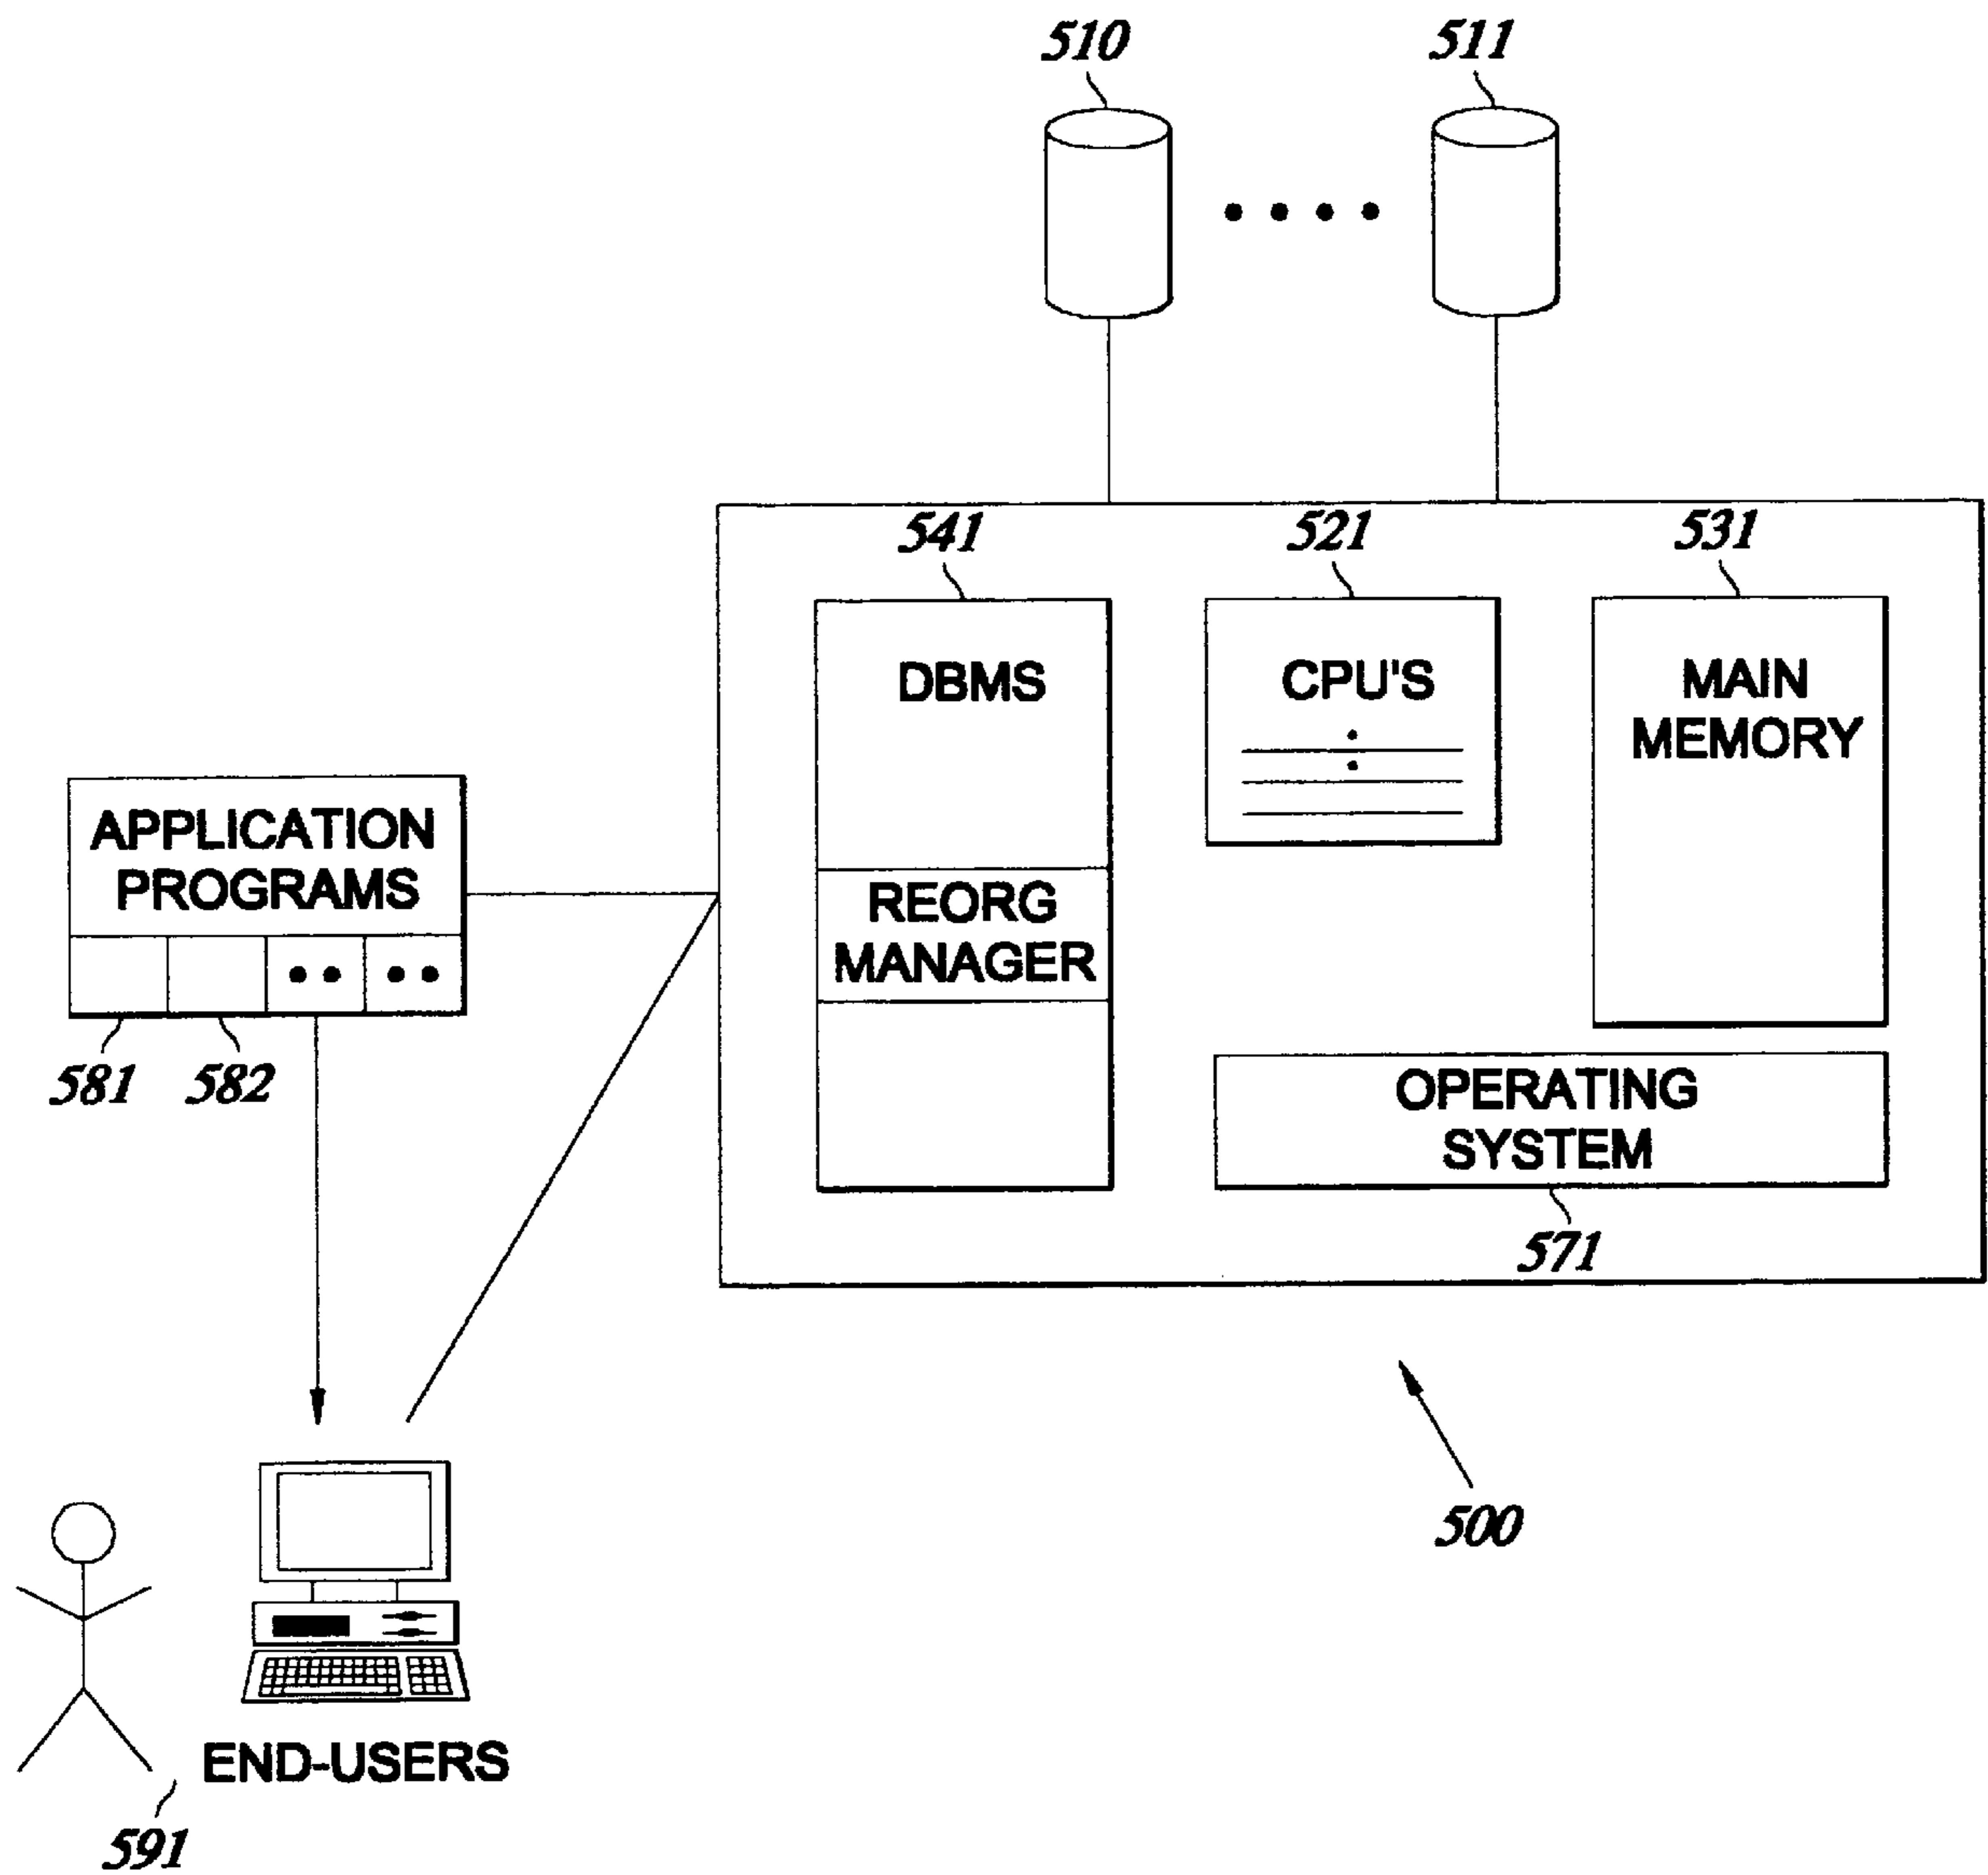 510
511
541
521
531
DBMS
CPU'S
MAIN
MEMORY
APPLICATION
PROGRAMS
REORG
MANAGER
581
582
OPERATING
SYSTEM
571
500
END-USERS
591